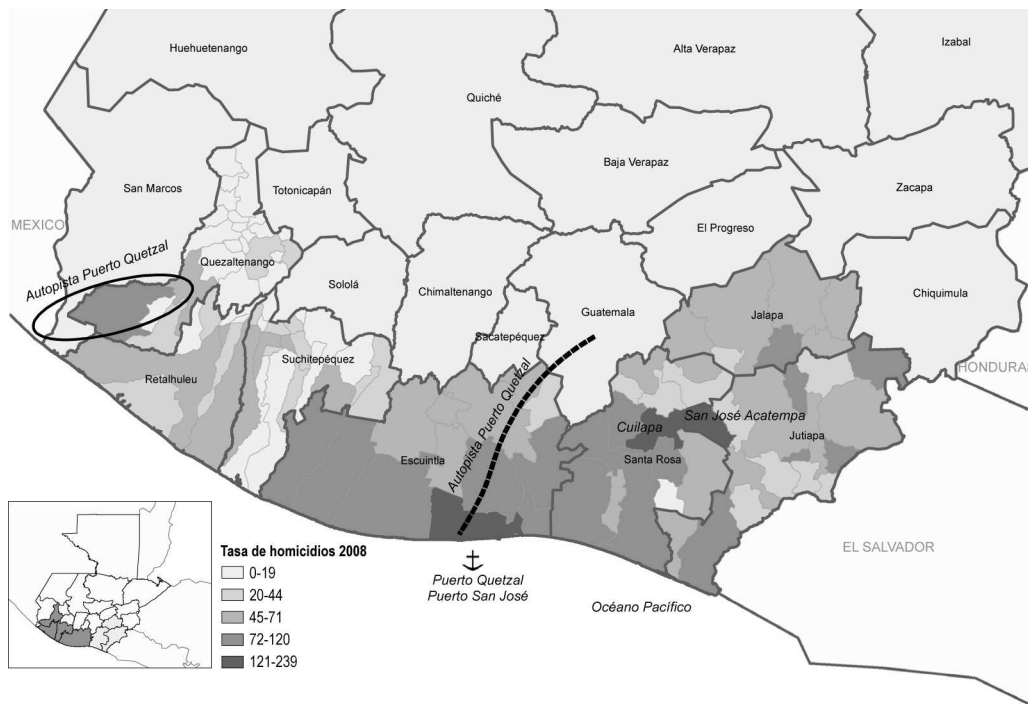 Huehuetenango
Alta Verapaz
Izabal
Quiché
Baja Verapaz
San Marcos
Totonicapán
Zacapa
MEXICO
El Progreso
Autopista Puerto Quetzal
Quezaltenango
Sololá
Chimaltenango
Guatemala
Chiquimula
Jalapa
Sacatepéquez
Suchitepéquez
HONDURAS
Retalhuleu
Autopista Puerto Quetzal
San José Acatempa
Cuilapa
Jutiapa
Escuintla
Santa Rosa
EL SALVADOR
Tasa de homicidios 2008
0-19
20-44
45-71
72-120
121-239
Puerto Quetzal
Puerto San José
Océano Pacífico